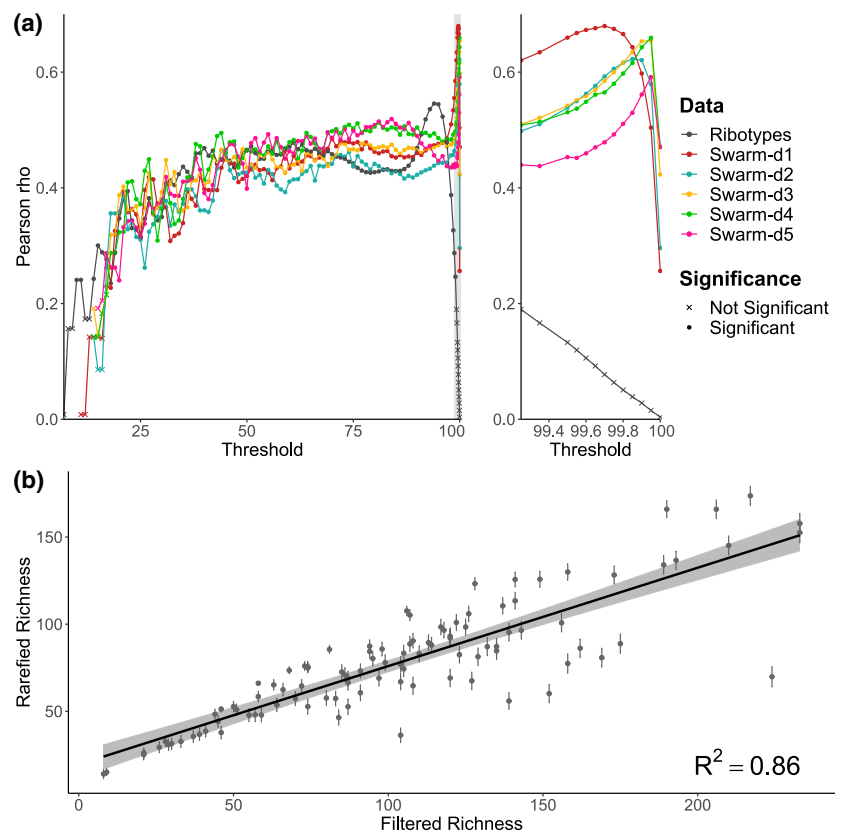 (a)
Pearson rho
0.6
0.4
0.2
0.0
25
50
75
100
Threshold
0.6
0.4
0.2
0.0
99.4
99.6
99.8
100
Threshold
Data
Ribotypes
Swarm-d1
Swarm-d2
Swarm-d3
Swarm-d4
Swarm-d5
Significance
Not Significant
Significant
(b)
Rarefied Richness
150
100
50
R² = 0.86
0
50
100
150
200
Filtered Richness